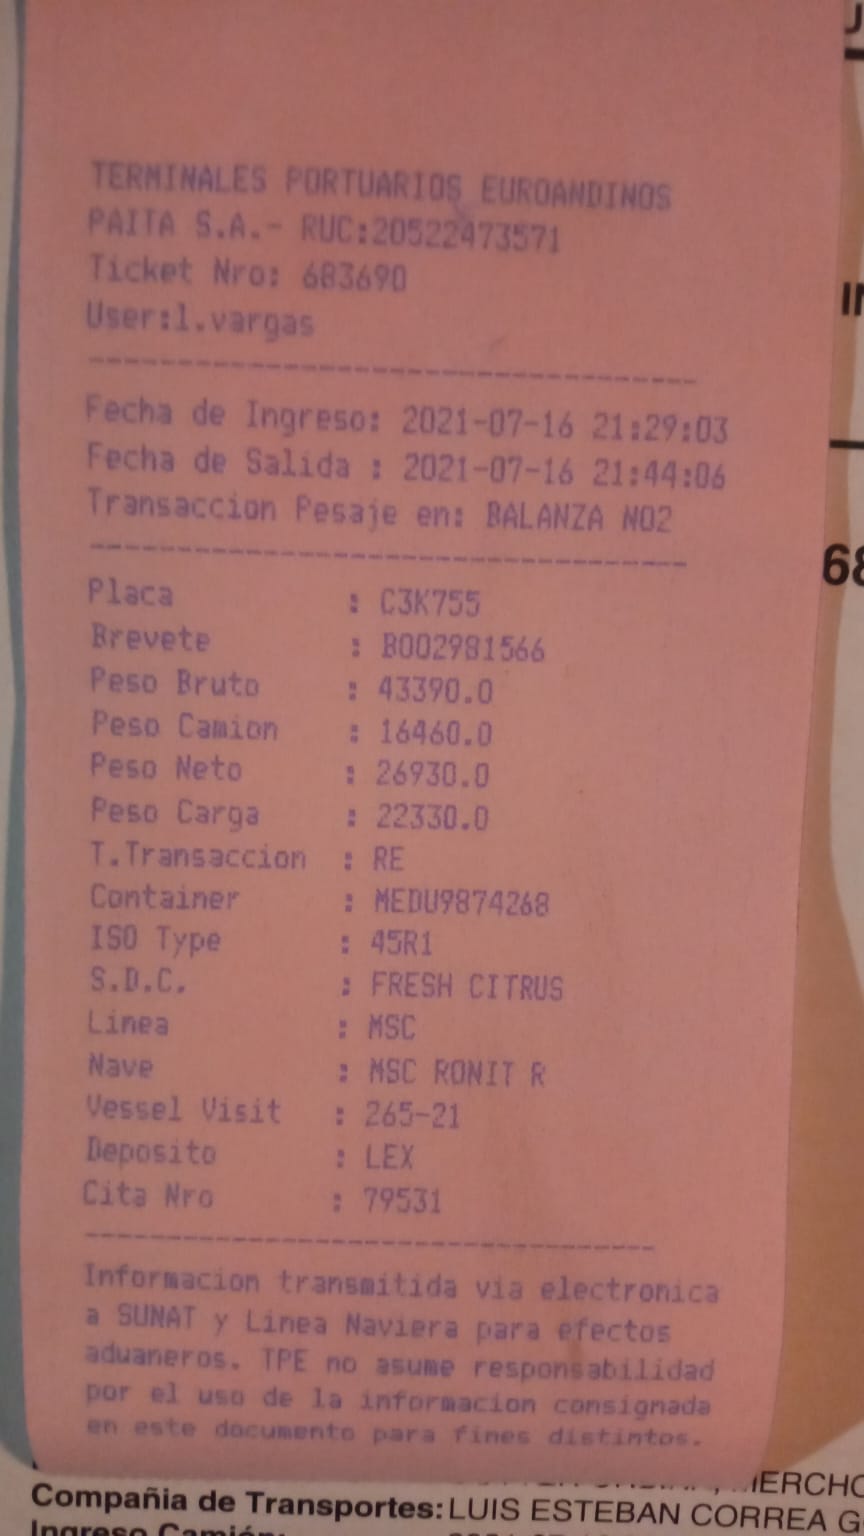 TERMINALES PORTUARIOS EUROANDINOS
PAITA S.A.- RUC:20522473571
Ticket Nro: 683690
User:l.vargas
Fecha de Ingreso: 2021-07-16 21:29:03
Fecha de Salida : 2021-07-16 21:44:06
Transaccion Pesaje en: BALANZA NO2
Placa : C3K755
Brevete : B002981566
Peso Bruto : 43390.0
Peso Camion : 16460.0
Peso Neto : 26930.0
Peso Carga : 22330.0
T.Transaccion : RE
Container : MEDU9874268
ISO Type : 45R1
S.D.C. : FRESH CITRUS
Linea : MSC
Nave : MSC RONIT R
Vessel Visit : 265-21
Deposito : LEX
Cita Nro : 79531
Informacion transmitida via electronica
a SUNAT y Linea Naviera para efectos
aduaneros. TPE no asume responsabilidad
por el uso de la informacion consignada
en este documento para fines distintos.
Compañia de Transportes: LUIS ESTEBAN CORREA G
Ingreso Camión:
68